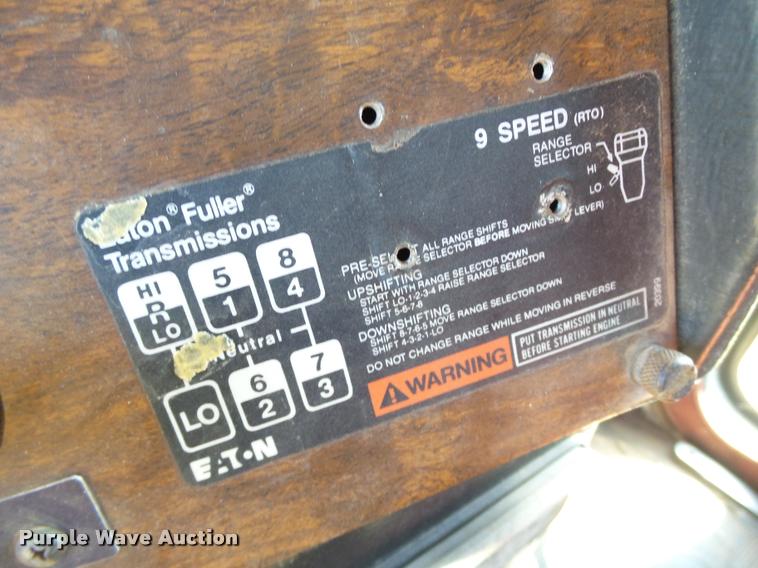 9 SPEED (RTO)
RANGE
SELECTOR
HI
LO
Eaton® Fuller®
Transmissions
HI
R
LO
5
1
8
4
Neutral
LO
6
2
7
3
EATON
PRE-SELECT ALL RANGE SHIFTS
(MOVE RANGE SELECTOR BEFORE MOVING SHIFT LEVER)
UPSHIFTING
START WITH RANGE SELECTOR DOWN
SHIFT LO-1-2-3-4 RAISE RANGE SELECTOR
SHIFT 5-6-7-8
DOWNSHIFTING
SHIFT 8-7-6-5 MOVE RANGE SELECTOR DOWN
SHIFT 4-3-2-1-LO
DO NOT CHANGE RANGE WHILE MOVING IN REVERSE
WARNING
PUT TRANSMISSION IN NEUTRAL
BEFORE STARTING ENGINE
20399
Purple Wave Auction